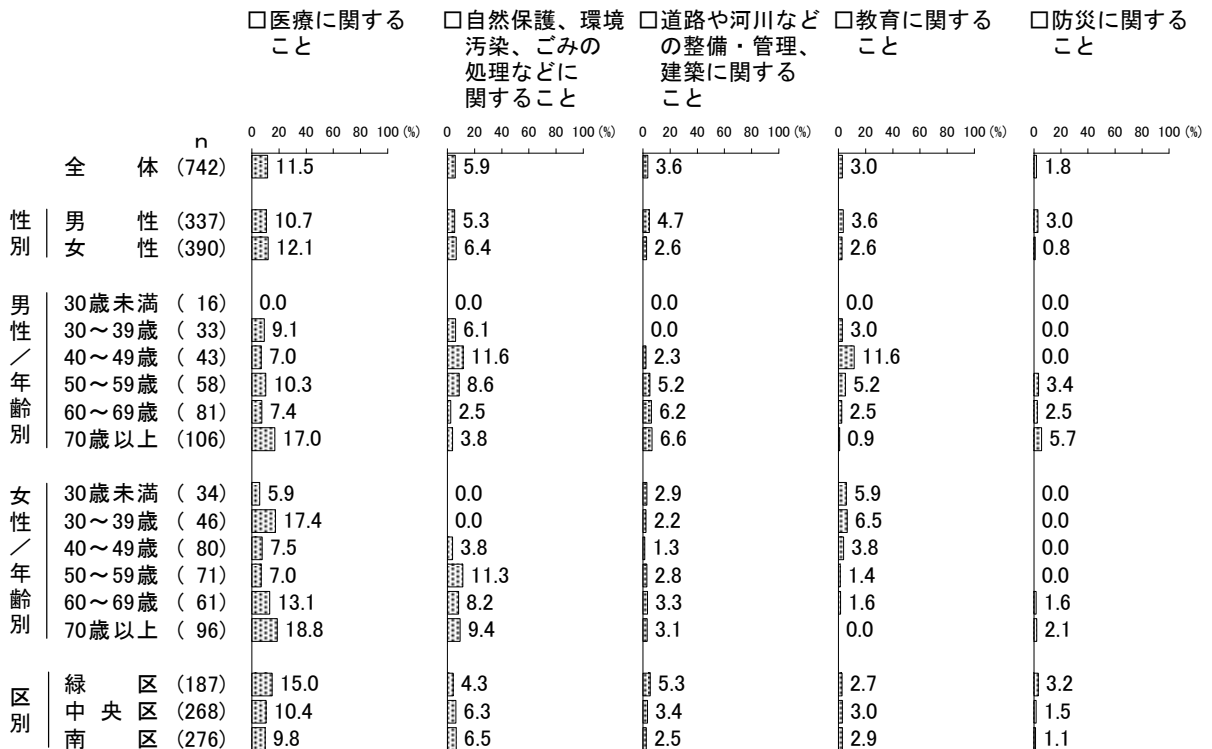 □医療に関すること
□自然保護、環境汚染、ごみの処理などに関すること
□道路や河川などの整備・管理、建築に関すること
□教育に関すること
□防災に関すること
n
0 20 40 60 80 100 (%) 0 20 40 60 80 100 (%) 0 20 40 60 80 100 (%) 0 20 40 60 80 100 (%) 0 20 40 60 80 100 (%)
全体 (742) 11.5 5.9 3.6 3.0 1.8
性別
男性 (337) 10.7 5.3 4.7 3.6 3.0
女性 (390) 12.1 6.4 2.6 2.6 0.8
男性/年齢別
30歳未満 ( 16) 0.0 0.0 0.0 0.0 0.0
30~39歳 ( 33) 9.1 6.1 0.0 3.0 0.0
40~49歳 ( 43) 7.0 11.6 2.3 11.6 0.0
50~59歳 ( 58) 10.3 8.6 5.2 5.2 3.4
60~69歳 ( 81) 7.4 2.5 6.2 2.5 2.5
70歳以上 (106) 17.0 3.8 6.6 0.9 5.7
女性/年齢別
30歳未満 ( 34) 5.9 0.0 2.9 5.9 0.0
30~39歳 ( 46) 17.4 0.0 2.2 6.5 0.0
40~49歳 ( 80) 7.5 3.8 1.3 3.8 0.0
50~59歳 ( 71) 7.0 11.3 2.8 1.4 0.0
60~69歳 ( 61) 13.1 8.2 3.3 1.6 1.6
70歳以上 ( 96) 18.8 9.4 3.1 0.0 2.1
区別
緑区 (187) 15.0 4.3 5.3 2.7 3.2
中央区 (268) 10.4 6.3 3.4 3.0 1.5
南区 (276) 9.8 6.5 2.5 2.9 1.1